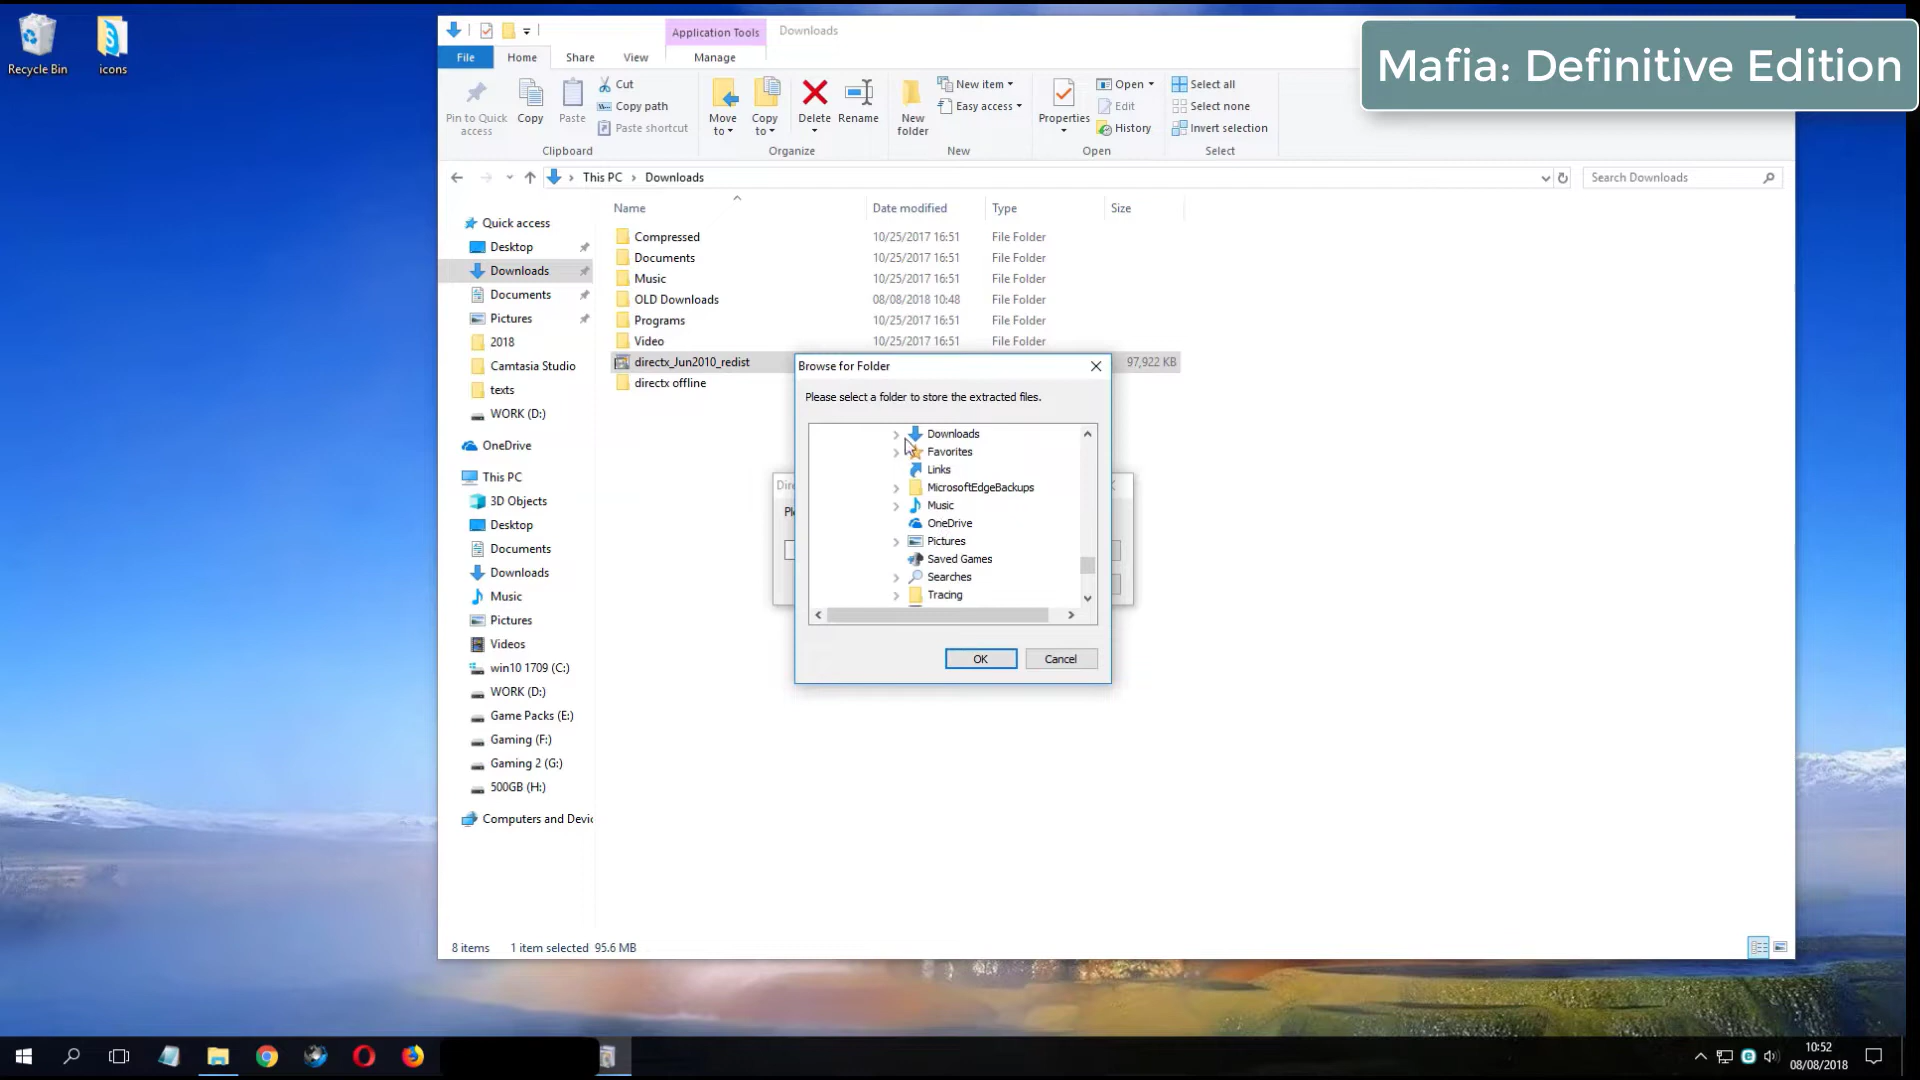 Recycle Bin
icons
Application Tools
Downloads
Mafia: Definitive Edition
File
Home
Share
View
Manage
Pin to Quick access
Copy
Paste
Cut
Copy path
Paste shortcut
Clipboard
Move to
Copy to
Delete
Rename
Organize
New folder
New item
Easy access
New
Properties
Open
Edit
History
Open
Select all
Select none
Invert selection
Select
This PC
Downloads
Search Downloads
Name
Date modified
Type
Size
Compressed 10/25/2017 16:51 File Folder
Documents 10/25/2017 16:51 File Folder
Music 10/25/2017 16:51 File Folder
OLD Downloads 08/08/2018 10:48 File Folder
Programs 10/25/2017 16:51 File Folder
Video 10/25/2017 16:51 File Folder
directx_Jun2010_redist 97,922 KB
directx offline
Quick access
Desktop
Downloads
Documents
Pictures
2018
Camtasia Studio
texts
WORK (D:)
OneDrive
This PC
3D Objects
Desktop
Documents
Downloads
Music
Pictures
Videos
win10 1709 (C:)
WORK (D:)
Game Packs (E:)
Gaming (F:)
Gaming 2 (G:)
500GB (H:)
Computers and Devic
Browse for Folder
Please select a folder to store the extracted files.
Downloads
Favorites
Links
MicrosoftEdgeBackups
Music
OneDrive
Pictures
Saved Games
Searches
Tracing
OK
Cancel
8 items
1 item selected 95.6 MB
10:52
08/08/2018